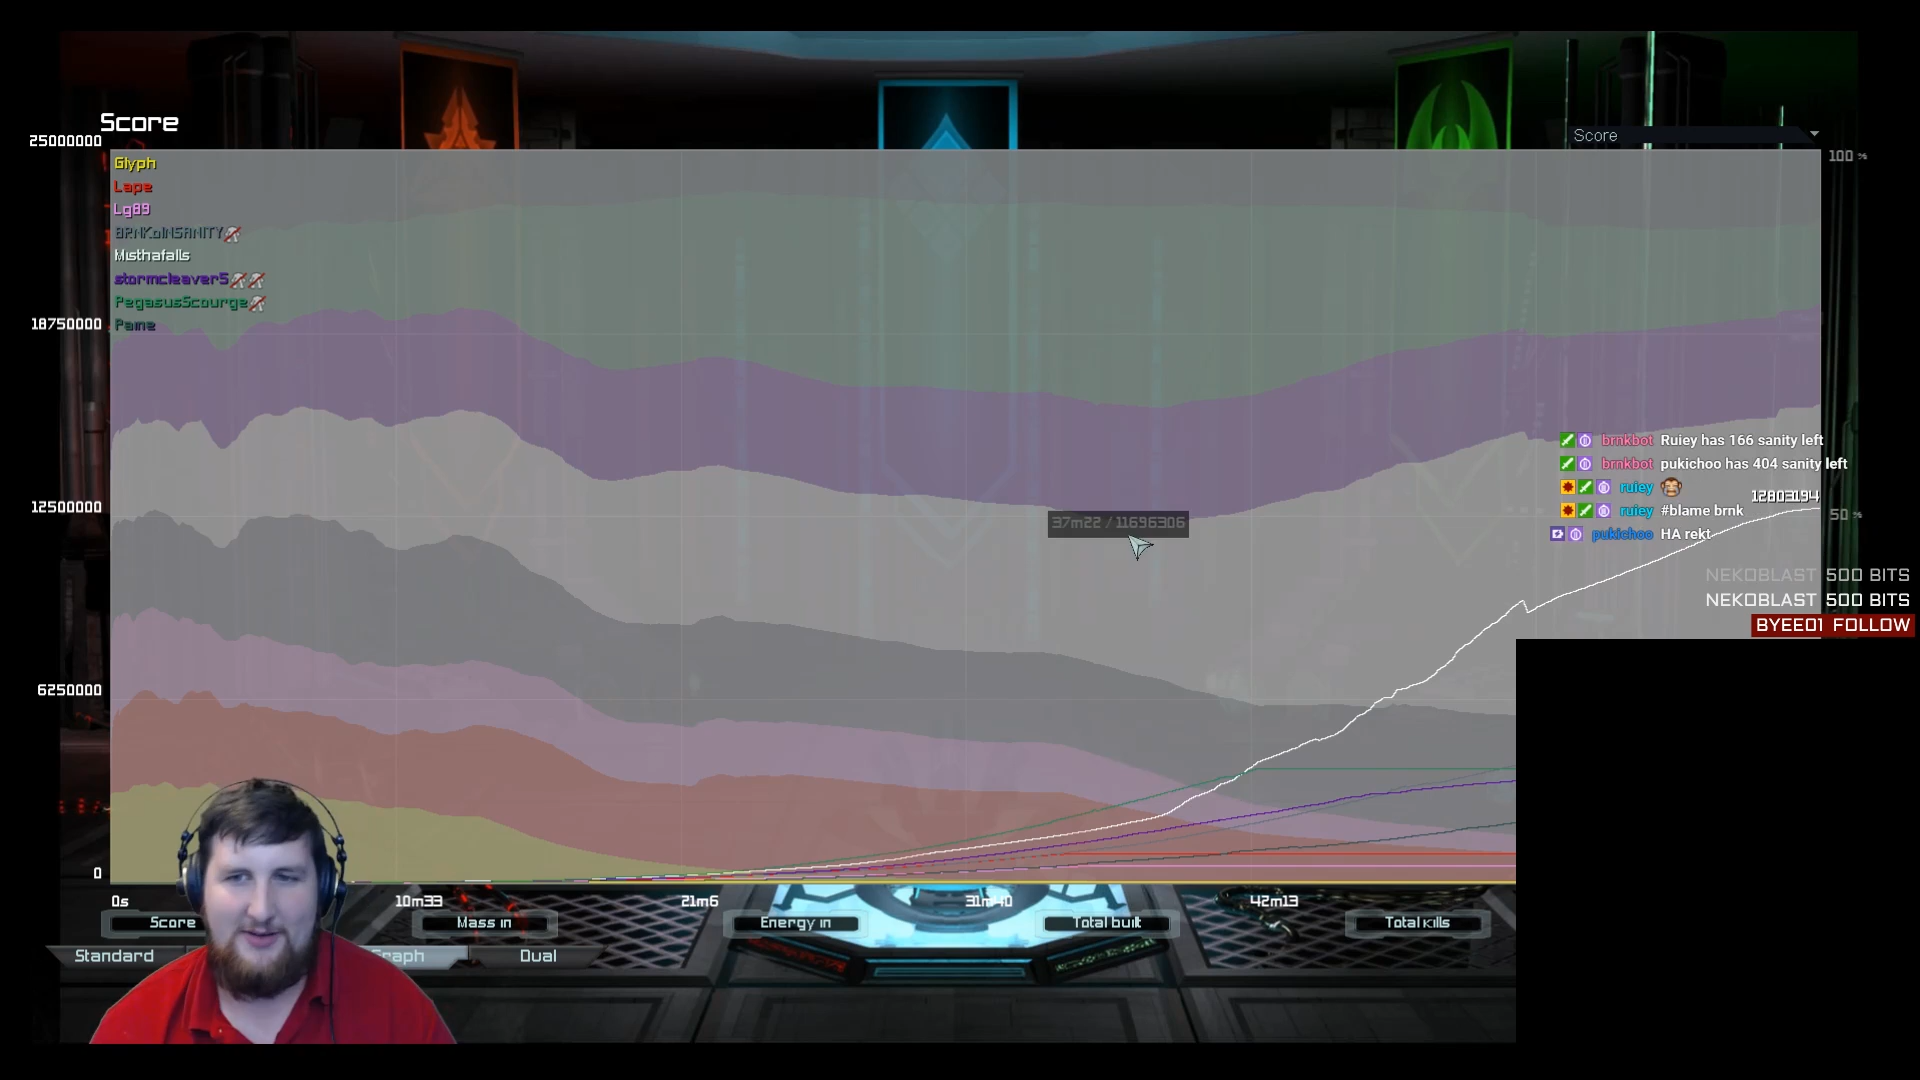 Score
25000000
Score
100 %
Glyph
Lape
Lg89
BRNKoINSANITY
Misthafalls
stormcleaver5
PegasusScourge
Paine
18750000
12500000
6250000
0
brnkbot Ruiey has 166 sanity left
brnkbot pukichoo has 404 sanity left
ruiey
12803194
ruiey #blame brnk
50 %
37m22 / 11696306
pukichoo HA rekt
NEKOBLAST 500 BITS
NEKOBLAST 500 BITS
BYEE01 FOLLOW
0s
10m33
21m6
31m40
42m13
Score
Mass in
Energy in
Total built
Total kills
Standard
Graph
Dual